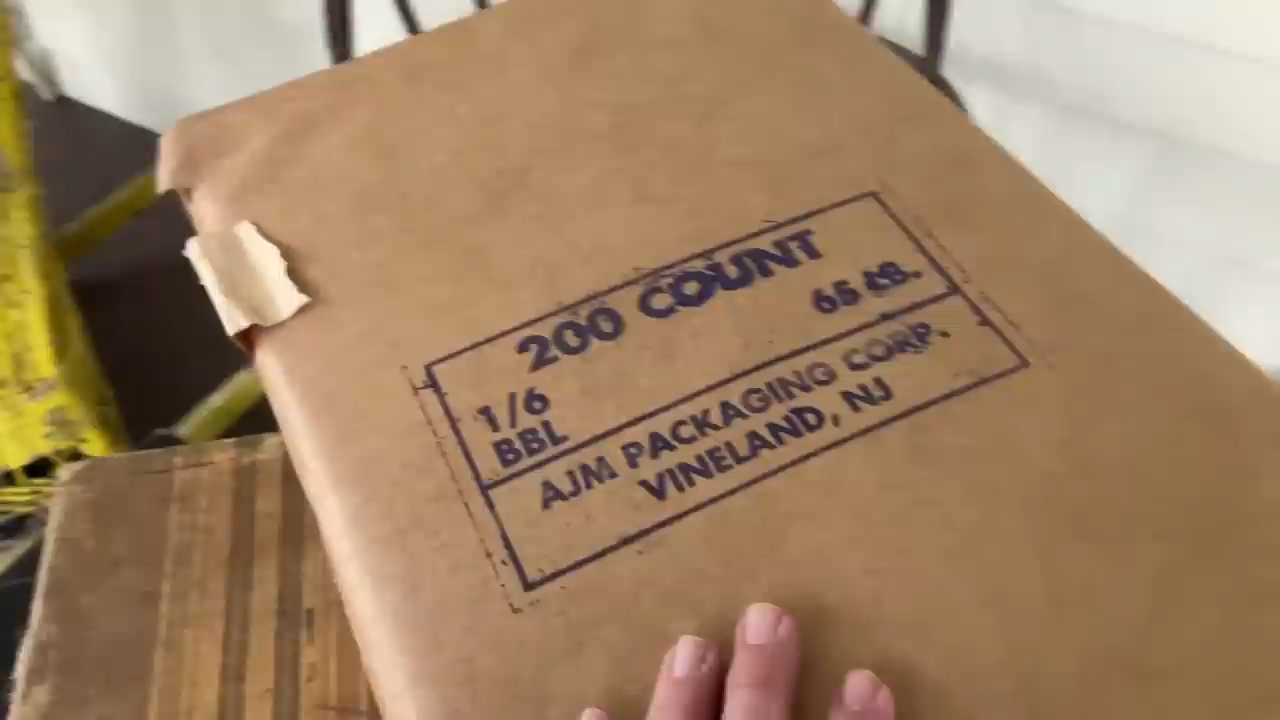 200 COUNT
65 LB.
1/6
BBL
AJM PACKAGING CORP.
VINELAND, NJ